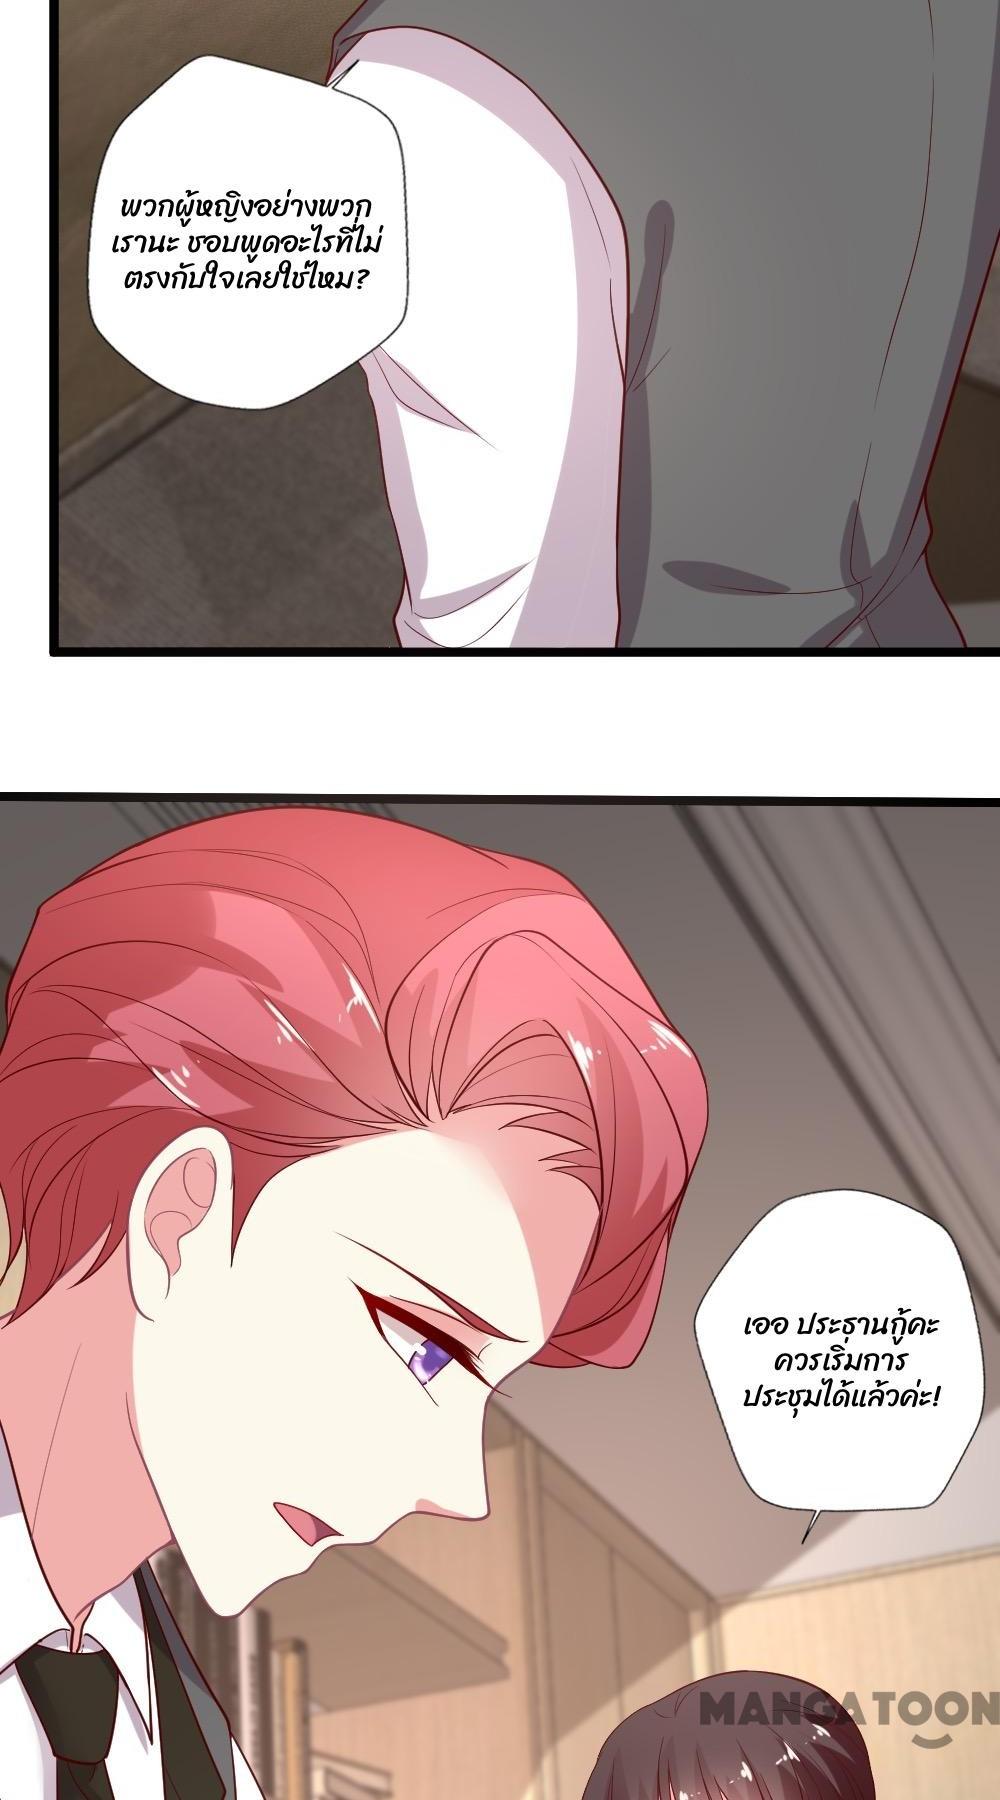 พวกผู้หญิงอย่างพวก
เรานะ ชอบพูดอะไรที่ไม่
ตรงกับใจเลยใช่ไหม?
เออ ประธานกู้คะ
ควรเริ่มการ
ประชุมได้แล้วค่ะ!
MANGATOON